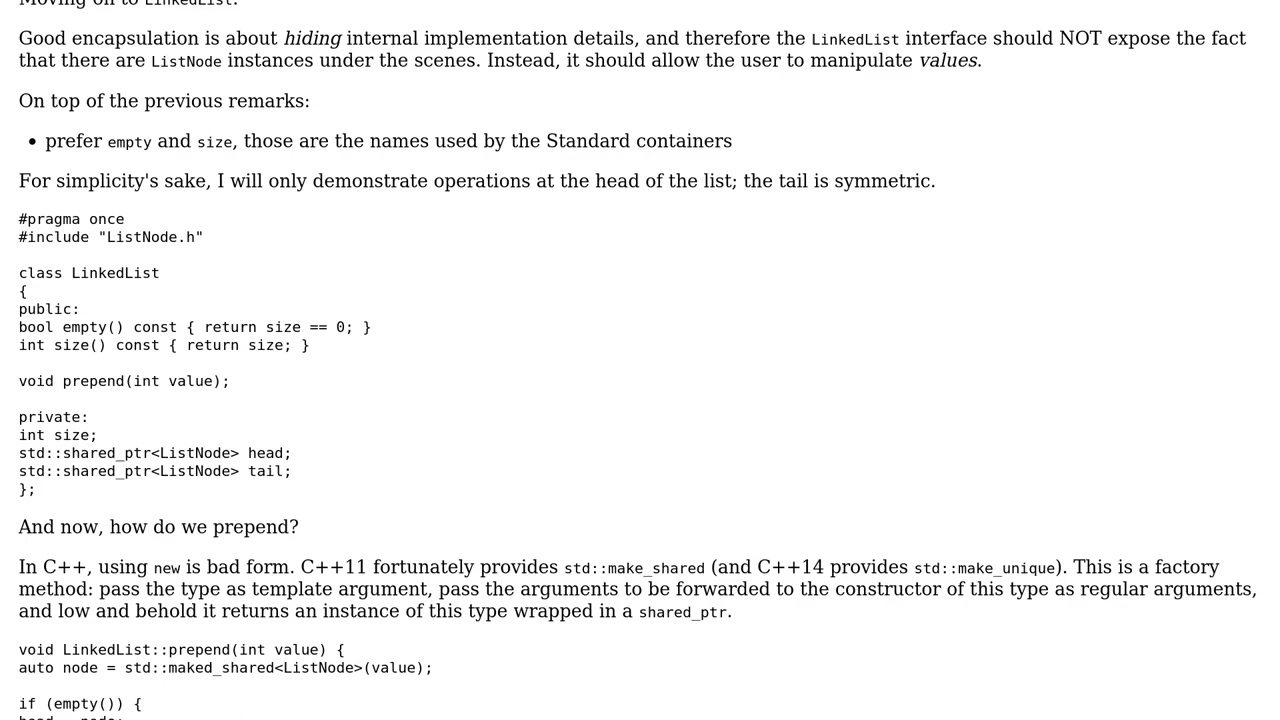 Moving on to LinkedList.
Good encapsulation is about hiding internal implementation details, and therefore the LinkedList interface should NOT expose the fact
that there are ListNode instances under the scenes. Instead, it should allow the user to manipulate values.
On top of the previous remarks:
• prefer empty and size, those are the names used by the Standard containers
For simplicity's sake, I will only demonstrate operations at the head of the list; the tail is symmetric.
#pragma once
#include "ListNode.h"
class LinkedList
{
public:
bool empty() const { return size == 0; }
int size() const { return size; }
void prepend(int value);
private:
int size;
std::shared_ptr<ListNode> head;
std::shared_ptr<ListNode> tail;
};
And now, how do we prepend?
In C++, using new is bad form. C++11 fortunately provides std::make_shared (and C++14 provides std::make_unique). This is a factory
method: pass the type as template argument, pass the arguments to be forwarded to the constructor of this type as regular arguments,
and low and behold it returns an instance of this type wrapped in a shared_ptr.
void LinkedList::prepend(int value) {
auto node = std::maked_shared<ListNode>(value);
if (empty()) {
head = node;